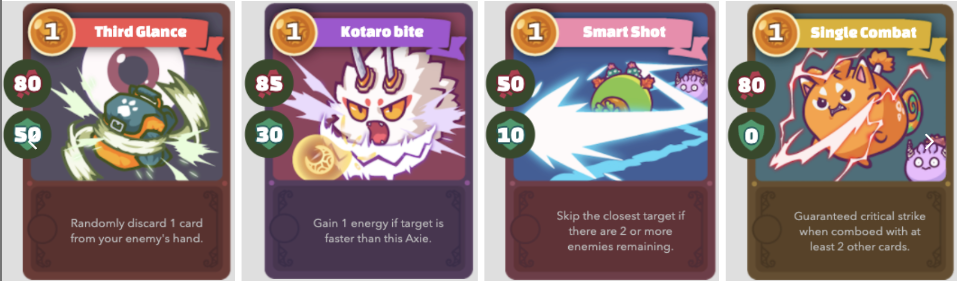 1 Third Glance
80
50
Randomly discard 1 card
from your enemy's hand.
1 Kotaro bite
85
30
Gain 1 energy if target is
faster than this Axie.
1 Smart Shot
50
10
Skip the closest target if
there are 2 or more
enemies remaining.
1 Single Combat
80
0
Guaranteed critical strike
when comboed with at
least 2 other cards.